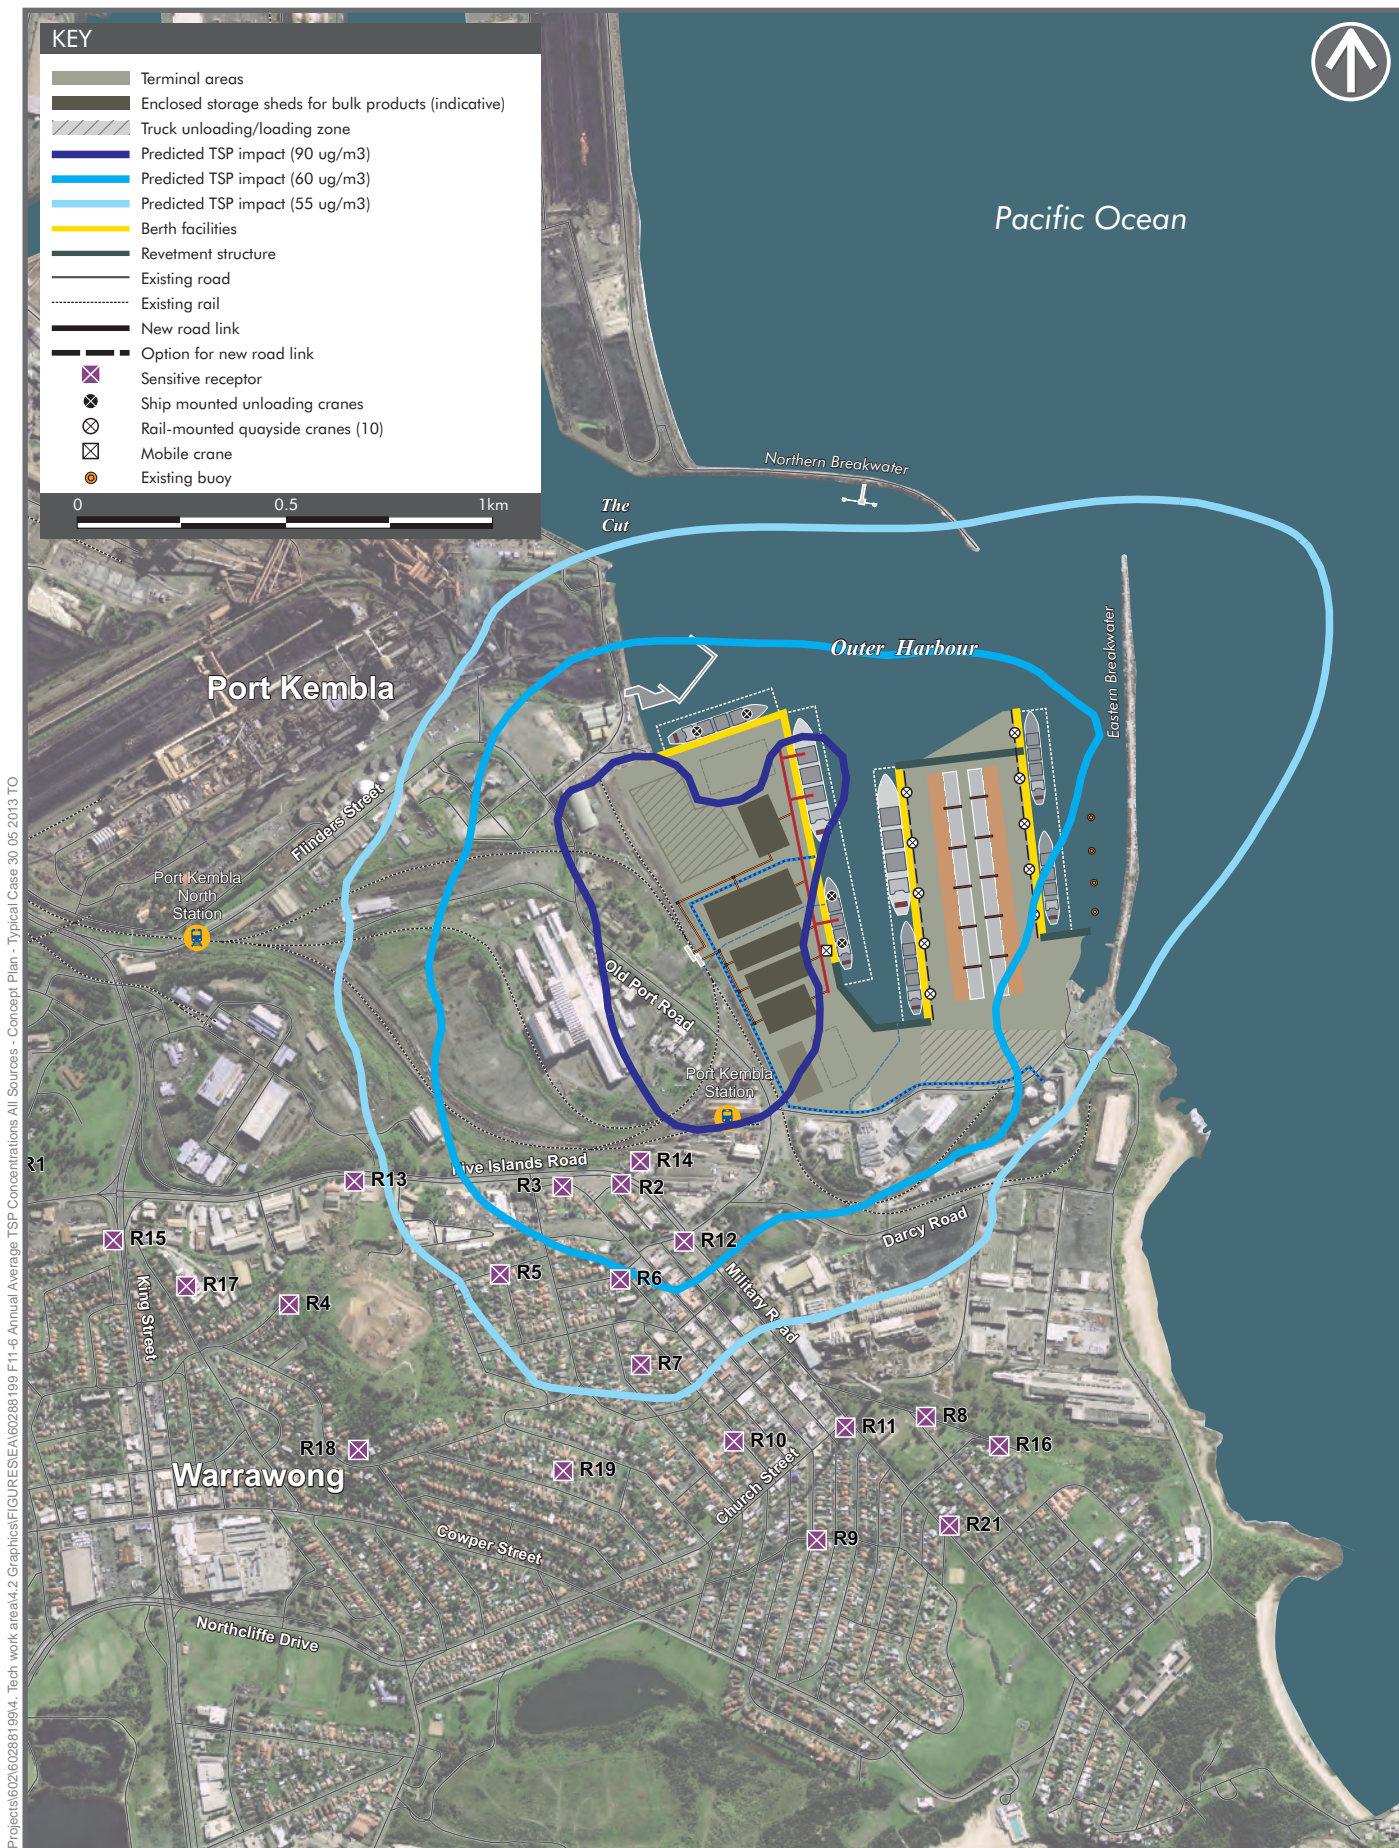 KEY
Terminal areas
Enclosed storage sheds for bulk products (indicative)
Truck unloading/loading zone
Predicted TSP impact (90 ug/m3)
Predicted TSP impact (60 ug/m3)
Predicted TSP impact (55 ug/m3)
Berth facilities
Revetment structure
Existing road
Existing rail
New road link
Option for new road link
Sensitive receptor
Ship mounted unloading cranes
Rail-mounted quayside cranes (10)
Mobile crane
Existing buoy
0 0.5 1km
Pacific Ocean
Northern Breakwater
The
Cut
Outer Harbour
Eastern Breakwater
Port Kembla
Flinders Street
Port Kembla
North
Station
Old Port Road
Port Kembla
Station
R1
Five Islands Road
R14
R13
R3
R2
Darcy Road
R15
R12
R17
R5
R6
R4
King Street
Military Road
R7
R8
R11
R18
R10
R16
Warrawong
R19
Church Street
R21
R9
Cowper Street
Northcliffe Drive
Projects\602\60288199\4. Tech work area\4.2 Graphics\FIGURES\EA\60288199 F11-6 Annual Average TSP Concentrations All Sources - Concept Plan - Typical Case 30 05 2013 TO